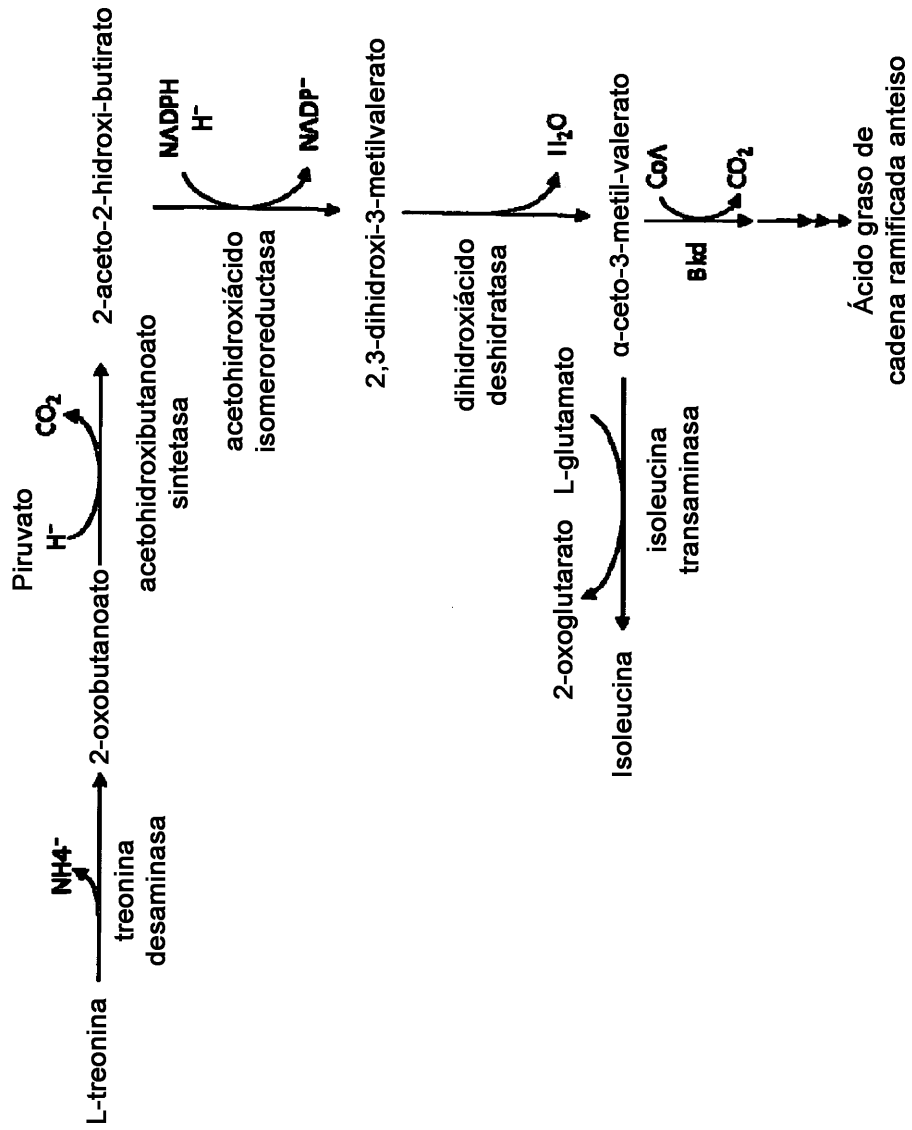 L-treonina
NH4⁻
treonina
desaminasa
2-oxobutanoato
Piruvato
H⁻
CO₂
acetohidroxibutanoato
sintetasa
2-aceto-2-hidroxi-butirato
acetohidroxiácido
isomeroreductasa
NADPH
H⁻
NADP⁻
2,3-dihidroxi-3-metilvalerato
dihidroxiácido
deshidratasa
H₂O
α-ceto-3-metil-valerato
2-oxoglutarato L-glutamato
isoleucina
transaminasa
Isoleucina
Bkd
CoA
CO₂
Ácido graso de
cadena ramificada anteiso